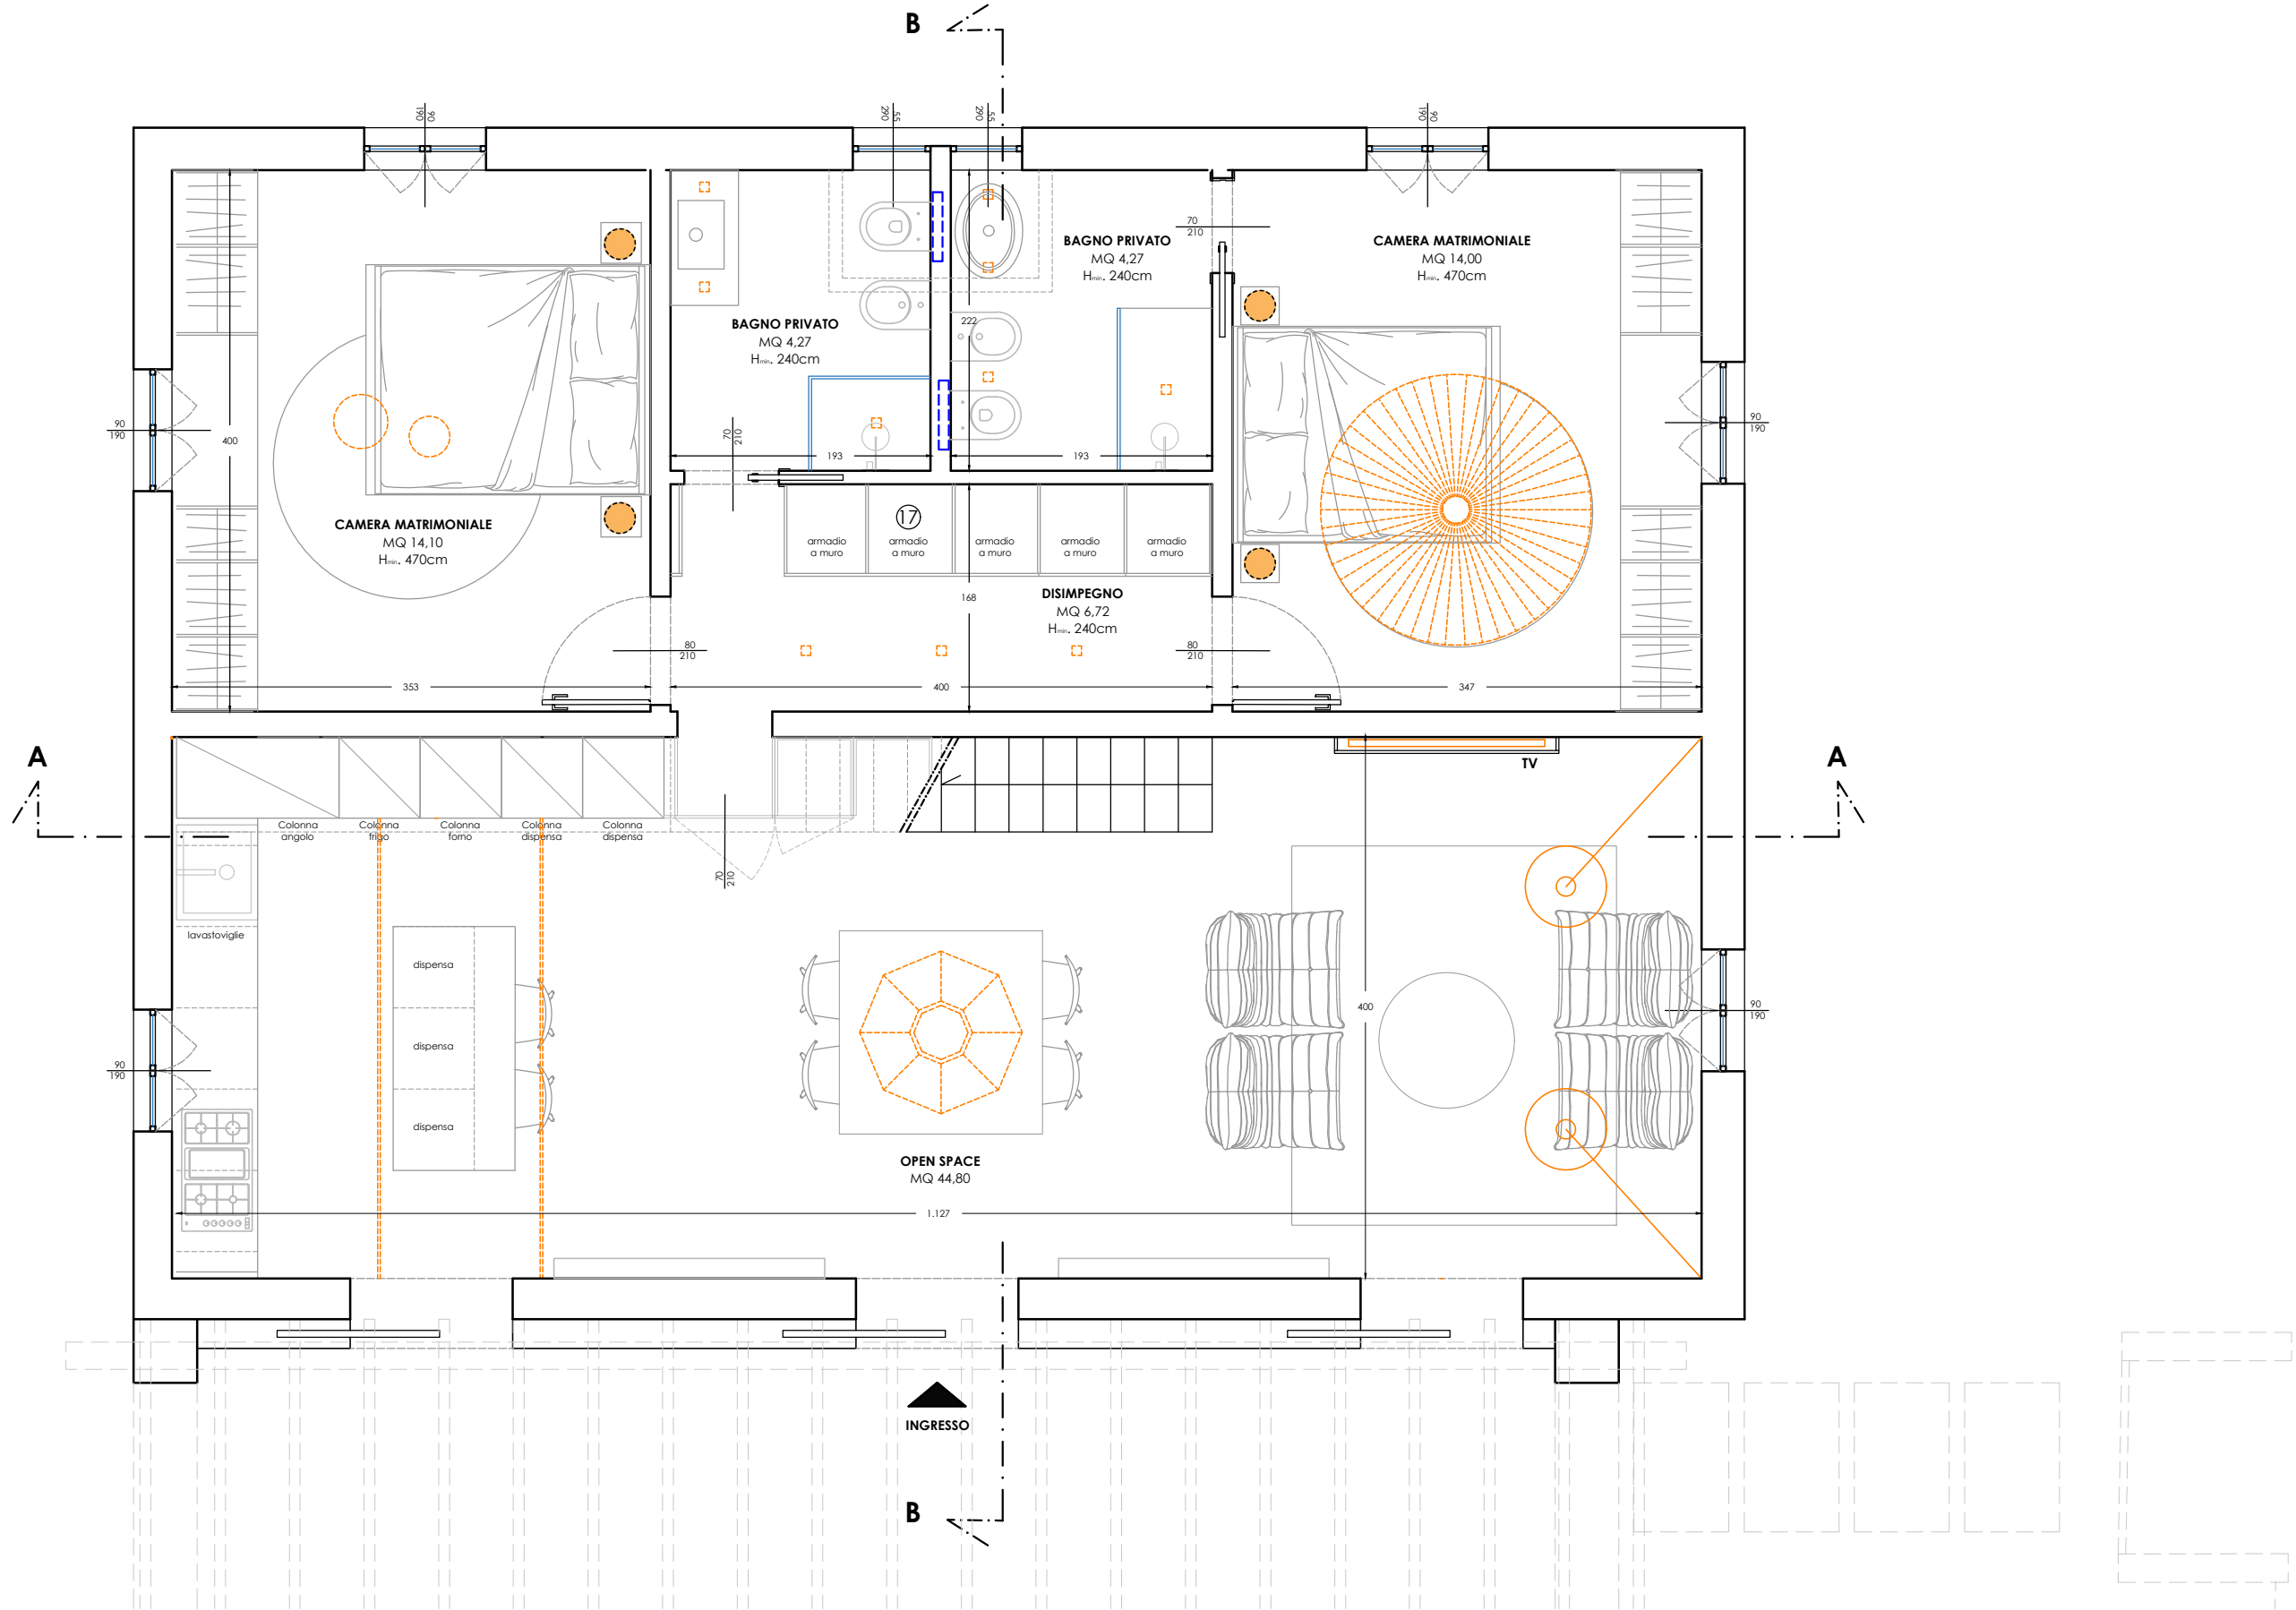 B
190
90
290
55
290
55
190
90
BAGNO PRIVATO
MQ 4,27
Hmin. 240cm
70
210
CAMERA MATRIMONIALE
MQ 14,00
Hmin. 470cm
BAGNO PRIVATO
MQ 4,27
Hmin. 240cm
222
90
190
400
70
210
193
193
90
190
CAMERA MATRIMONIALE
MQ 14,10
Hmin. 470cm
17
armadio
a muro
armadio
a muro
armadio
a muro
armadio
a muro
armadio
a muro
DISIMPEGNO
MQ 6,72
Hmin. 240cm
168
80
210
80
210
353
400
347
A
TV
A
Colonna
angolo
Colonna
frigo
Colonna
forno
Colonna
dispensa
Colonna
dispensa
70
210
lavastoviglie
dispensa
dispensa
dispensa
400
90
190
90
190
OPEN SPACE
MQ 44,80
1.127
INGRESSO
B